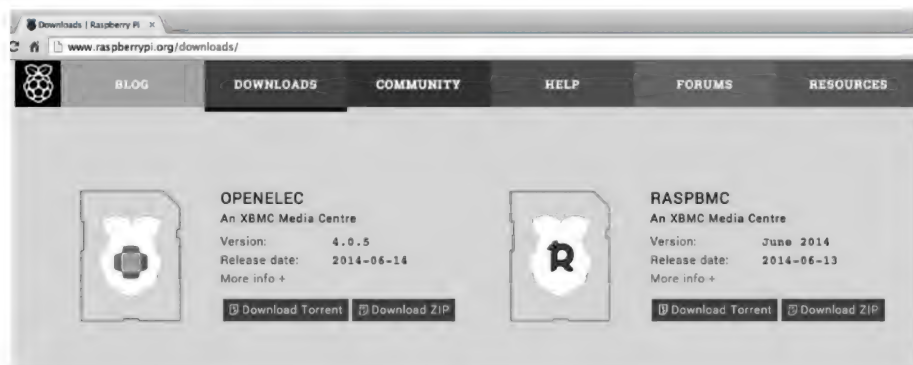 Downloads | Raspberry Pi ×
www.raspberrypi.org/downloads/
BLOG DOWNLOADS COMMUNITY HELP FORUMS RESOURCES
OPENELEC
An XBMC Media Centre
Version: 4.0.5
Release date: 2014-06-14
More info +
Download Torrent Download ZIP
RASPBMC
An XBMC Media Centre
Version: June 2014
Release date: 2014-06-13
More info +
Download Torrent Download ZIP